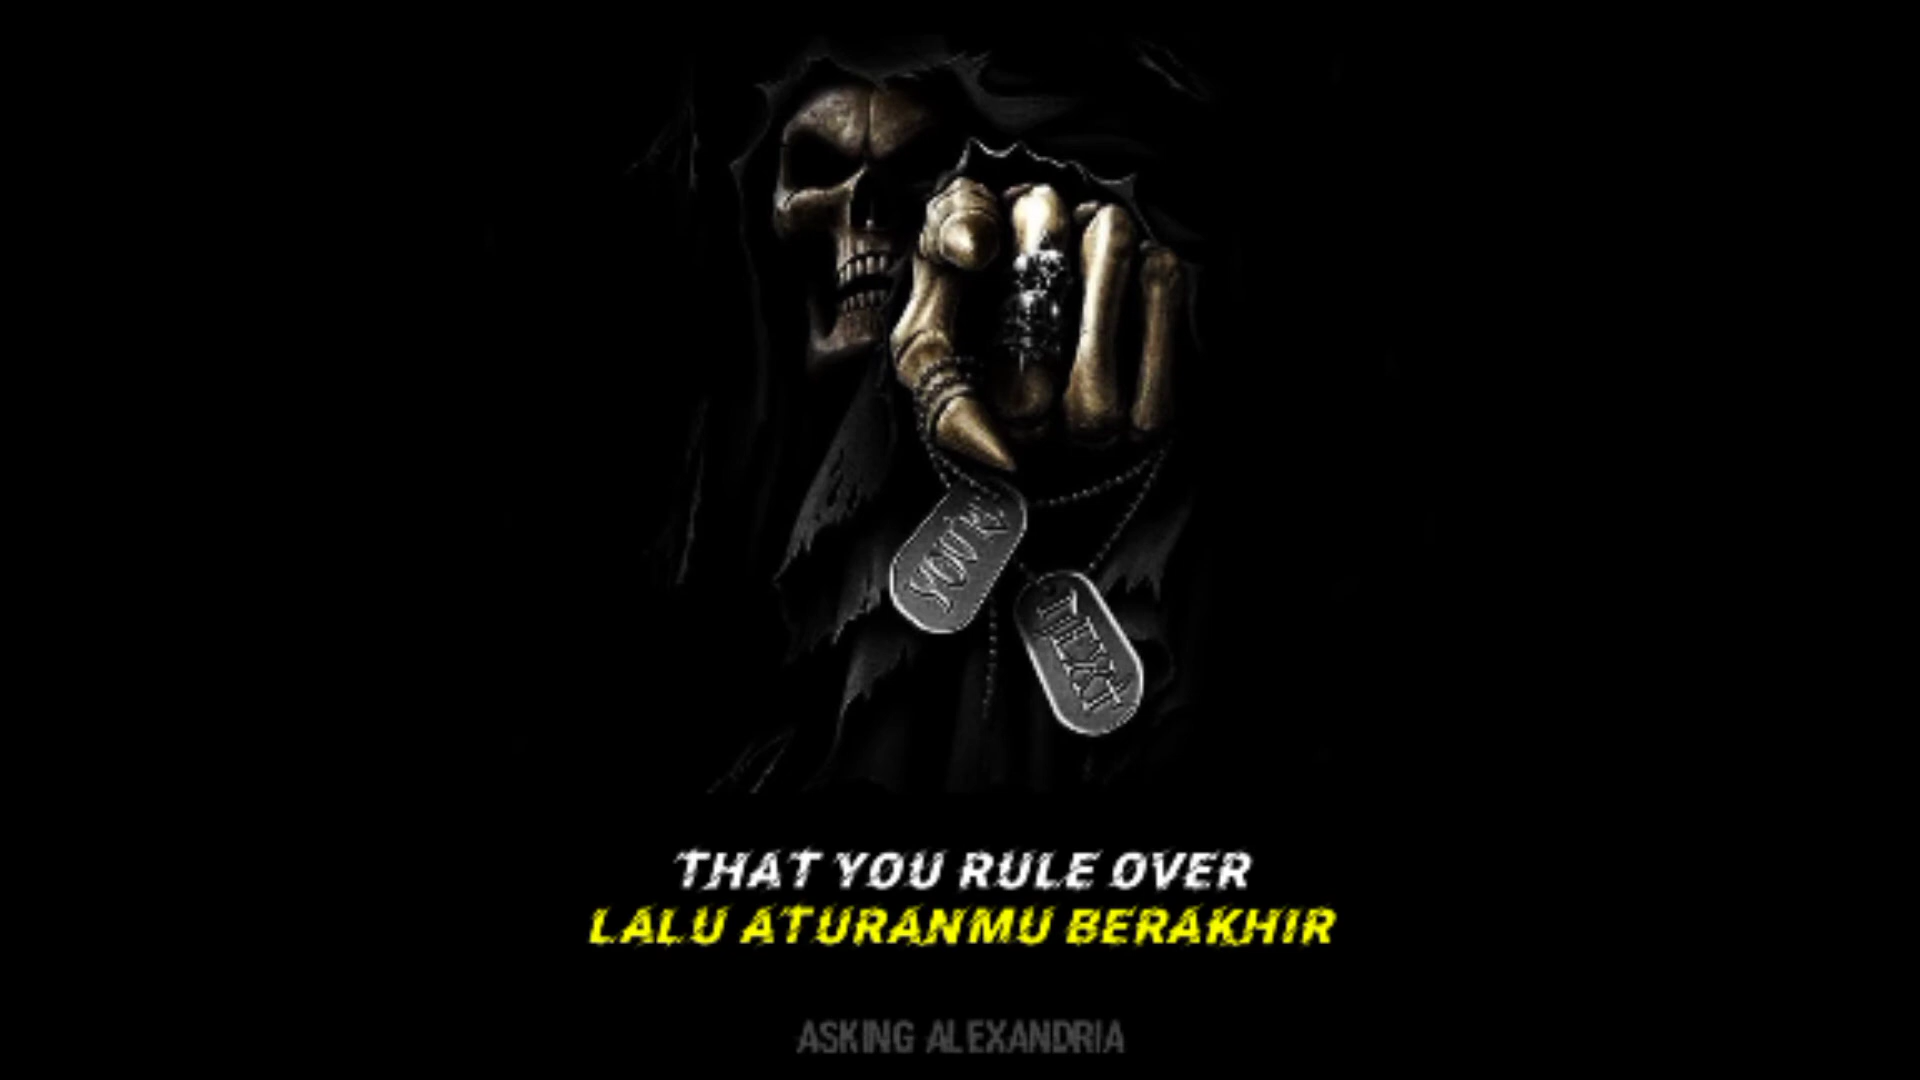 YOU'RE
NEXT
THAT YOU RULE OVER
LALU ATURANMU BERAKHIR
ASKING ALEXANDRIA